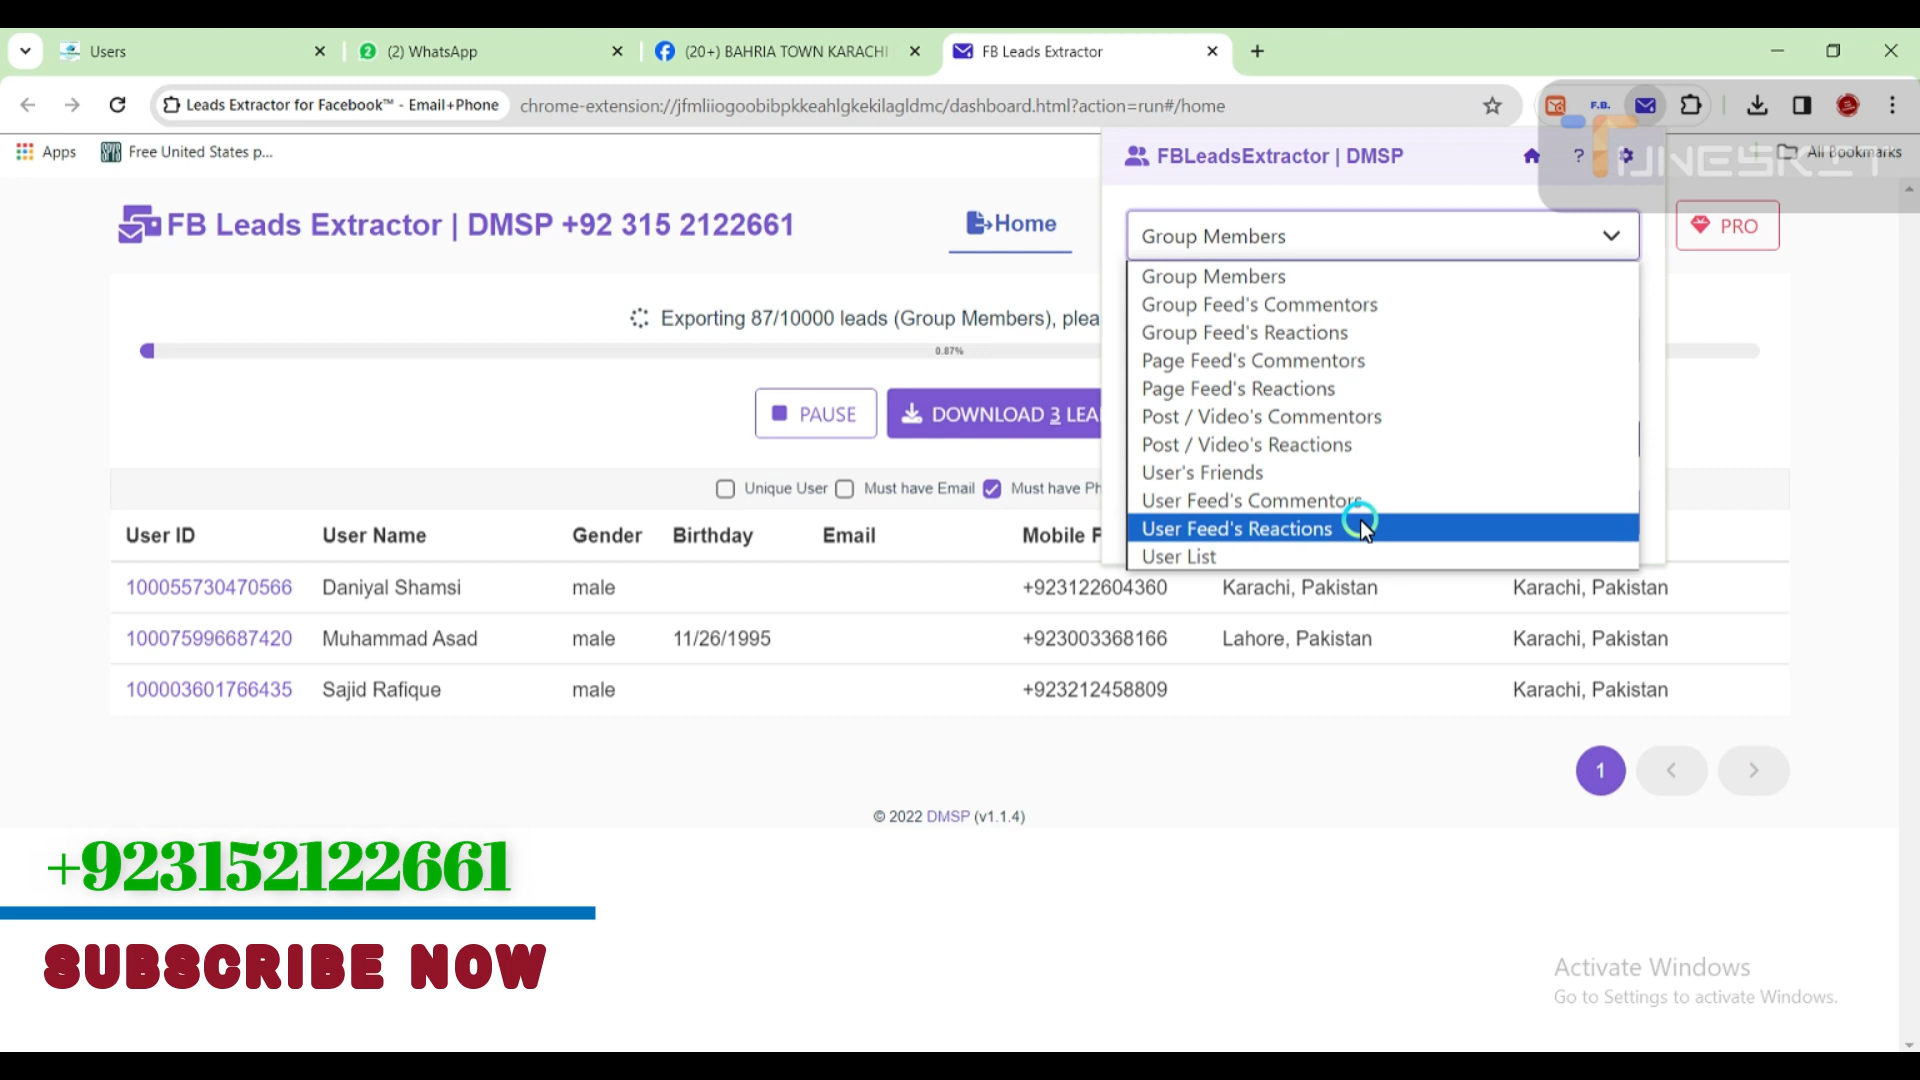 Users
(2) WhatsApp
(20+) BAHRIA TOWN KARACHI
FB Leads Extractor
Leads Extractor for Facebook™ - Email+Phone
chrome-extension://jfmliiogoobibpkkeahlgkekilagldmc/dashboard.html?action=run#/home
F.B.
Apps
Free United States p...
All Bookmarks
TUNESKIT
FBLeadsExtractor | DMSP
?
FB Leads Extractor | DMSP +92 315 2122661
Home
PRO
Group Members
Group Members
Group Feed's Commentors
Group Feed's Reactions
Page Feed's Commentors
Page Feed's Reactions
Post / Video's Commentors
Post / Video's Reactions
User's Friends
User Feed's Commentors
User Feed's Reactions
User List
Exporting 87/10000 leads (Group Members), plea
0.87%
PAUSE
DOWNLOAD 3 LEA
Unique User Must have Email Must have Ph
User ID User Name Gender Birthday Email Mobile P
100055730470566 Daniyal Shamsi male +923122604360 Karachi, Pakistan Karachi, Pakistan
100075996687420 Muhammad Asad male 11/26/1995 +923003368166 Lahore, Pakistan Karachi, Pakistan
100003601766435 Sajid Rafique male +923212458809 Karachi, Pakistan
1
© 2022 DMSP (v1.1.4)
+923152122661
SUBSCRIBE NOW
Activate Windows
Go to Settings to activate Windows.